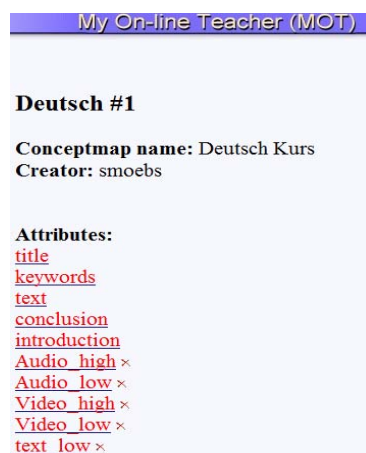 My On-line Teacher (MOT)
Deutsch #1
Conceptmap name: Deutsch Kurs
Creator: smoebs
Attributes:
title
keywords
text
conclusion
introduction
Audio_high ×
Audio_low ×
Video_high ×
Video_low ×
text_low ×